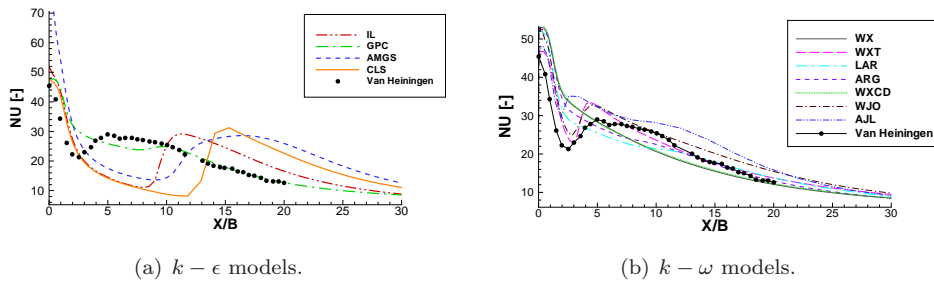 70
60
50
40
30
20
10
NU [-]
0
5
10
15
20
25
30
X/B
IL
GPC
AMGS
CLS
Van Heiningen
(a) k − ϵ models.
50
40
30
20
10
NU [-]
0
5
10
15
20
25
30
X/B
WX
WXT
LAR
ARG
WXCD
WJO
AJL
Van Heiningen
(b) k − ω models.